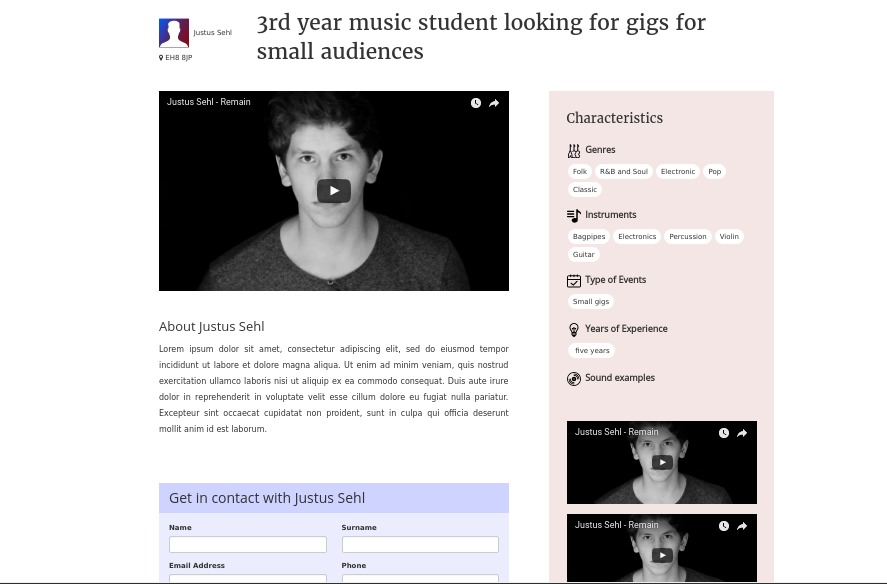 3rd year music student looking for gigs for
small audiences
Justus Sehl
EH8 8JP
Justus Sehl - Remain
About Justus Sehl
Lorem ipsum dolor sit amet, consectetur adipiscing elit, sed do eiusmod tempor
incididunt ut labore et dolore magna aliqua. Ut enim ad minim veniam, quis nostrud
exercitation ullamco laboris nisi ut aliquip ex ea commodo consequat. Duis aute irure
dolor in reprehenderit in voluptate velit esse cillum dolore eu fugiat nulla pariatur.
Excepteur sint occaecat cupidatat non proident, sunt in culpa qui officia deserunt
mollit anim id est laborum.
Get in contact with Justus Sehl
Name Surname
Email Address Phone
Characteristics
Genres
Folk R&B and Soul Electronic Pop
Classic
Instruments
Bagpipes Electronics Percussion Violin
Guitar
Type of Events
Small gigs
Years of Experience
five years
Sound examples
Justus Sehl - Remain
Justus Sehl - Remain